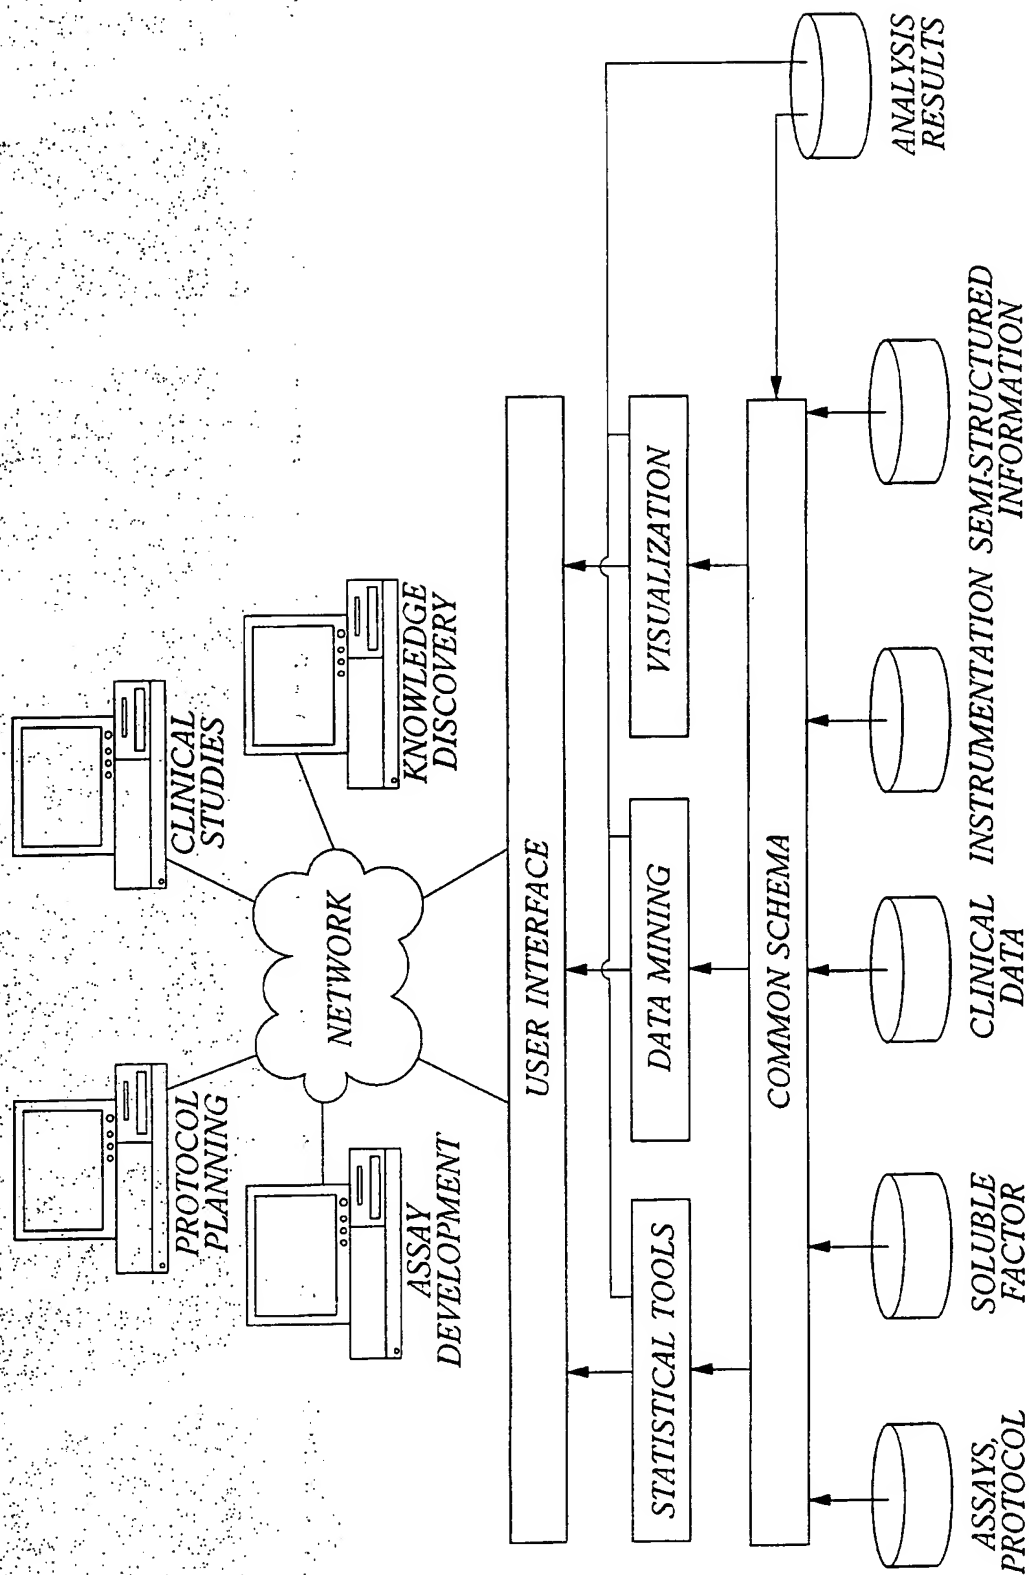 PROTOCOL
PLANNING
CLINICAL
STUDIES
ASSAY
DEVELOPMENT
NETWORK
KNOWLEDGE
DISCOVERY
USER INTERFACE
STATISTICAL TOOLS
DATA MINING
VISUALIZATION
COMMON SCHEMA
ASSAYS,
PROTOCOL
SOLUBLE
FACTOR
CLINICAL
DATA
INSTRUMENTATION
SEMI-STRUCTURED
INFORMATION
ANALYSIS
RESULTS